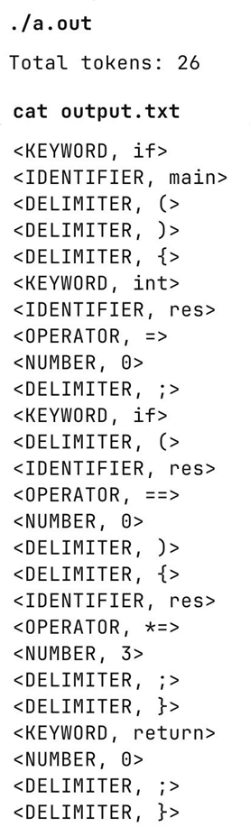 ./a.out
Total tokens: 26
cat output.txt
<KEYWORD, if>
<IDENTIFIER, main>
<DELIMITER, (>
<DELIMITER, )>
<DELIMITER, {>
<KEYWORD, int>
<IDENTIFIER, res>
<OPERATOR, =>
<NUMBER, 0>
<DELIMITER, ;>
<KEYWORD, if>
<DELIMITER, (>
<IDENTIFIER, res>
<OPERATOR, ==>
<NUMBER, 0>
<DELIMITER, )>
<DELIMITER, {>
<IDENTIFIER, res>
<OPERATOR, *=>
<NUMBER, 3>
<DELIMITER, ;>
<DELIMITER, }>
<KEYWORD, return>
<NUMBER, 0>
<DELIMITER, ;>
<DELIMITER, }>